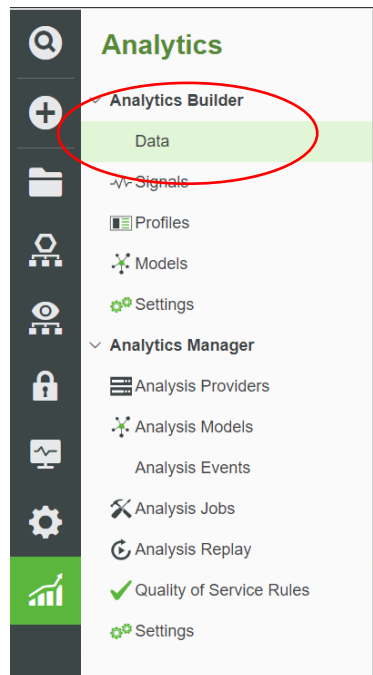 Analytics
Analytics Builder
Data
Signals
Profiles
Models
Settings
Analytics Manager
Analysis Providers
Analysis Models
Analysis Events
Analysis Jobs
Analysis Replay
Quality of Service Rules
Settings